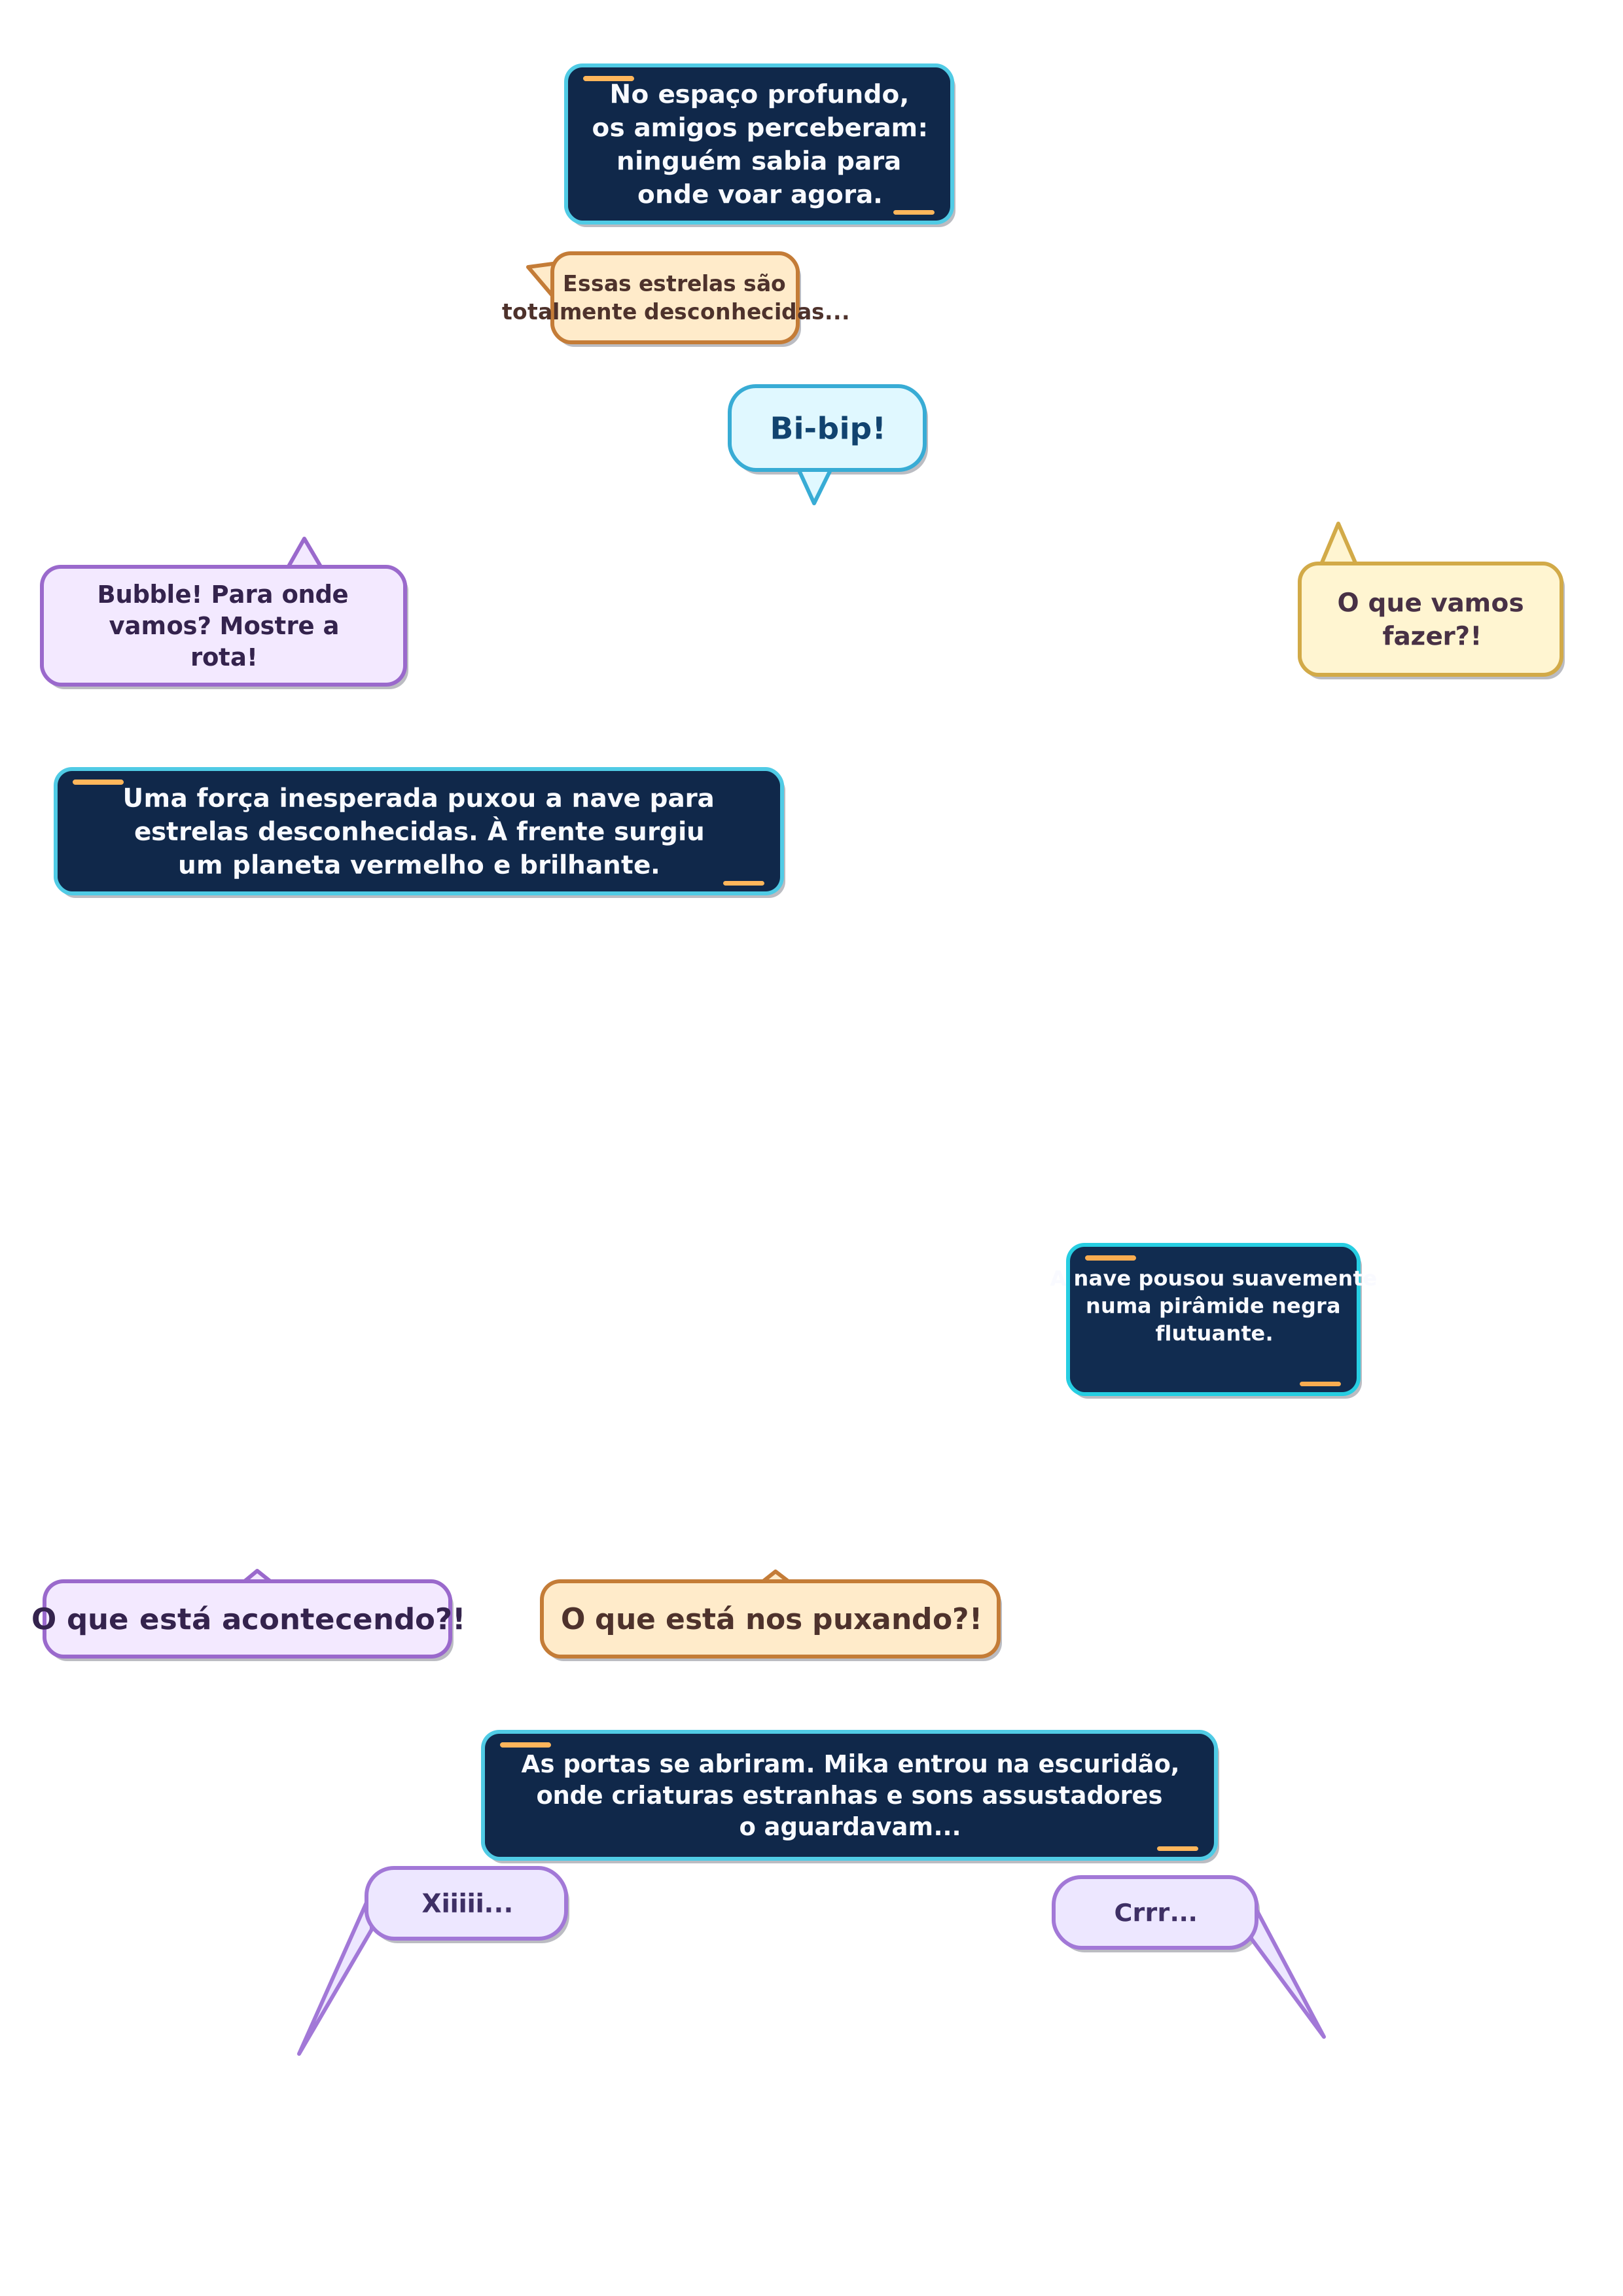 No espaço profundo,
os amigos perceberam:
ninguém sabia para
onde voar agora.
Essas estrelas são
totalmente desconhecidas...
Bi-bip!
Bubble! Para onde
vamos? Mostre a
rota!
O que vamos
fazer?!
Uma força inesperada puxou a nave para
estrelas desconhecidas. À frente surgiu
um planeta vermelho e brilhante.
A nave pousou suavemente
numa pirâmide negra
flutuante.
O que está acontecendo?!
O que está nos puxando?!
As portas se abriram. Mika entrou na escuridão,
onde criaturas estranhas e sons assustadores
o aguardavam...
Xiiiii...
Crrr...